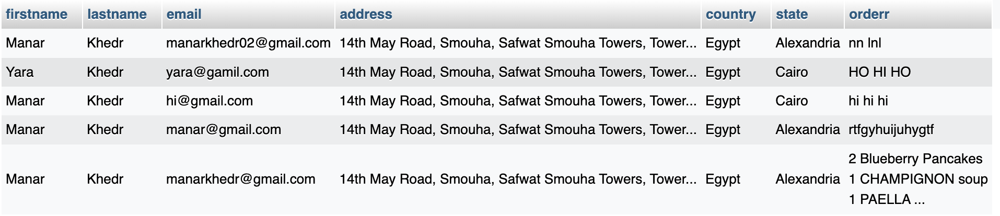 firstname lastname email address country state orderr
Manar Khedr manarkhedr02@gmail.com 14th May Road, Smouha, Safwat Smouha Towers, Tower... Egypt Alexandria nn lnl
Yara Khedr yara@gamil.com 14th May Road, Smouha, Safwat Smouha Towers, Tower... Egypt Cairo HO HI HO
Manar Khedr hi@gmail.com 14th May Road, Smouha, Safwat Smouha Towers, Tower... Egypt Cairo hi hi hi
Manar Khedr manar@gmail.com 14th May Road, Smouha, Safwat Smouha Towers, Tower... Egypt Alexandria rtfgyhuijuhygtf
Manar Khedr manarkhedr@gmail.com 14th May Road, Smouha, Safwat Smouha Towers, Tower... Egypt Alexandria 2 Blueberry Pancakes
1 CHAMPIGNON soup
1 PAELLA ...